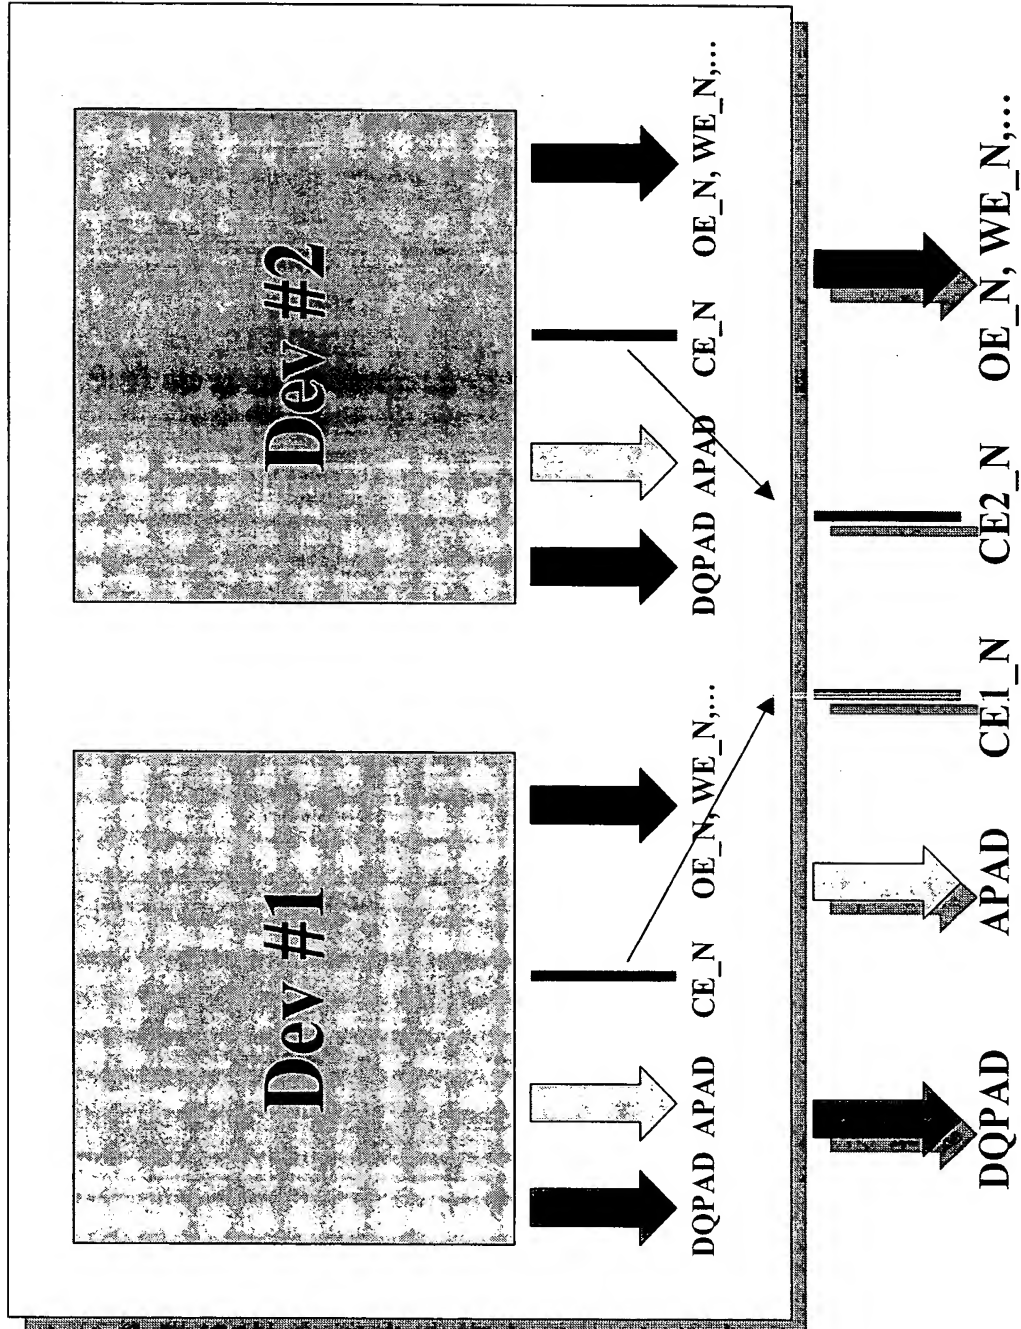 Dev #1
Dev #2
DQPAD APAD CE_N OE_N, WE_N,...
DQPAD APAD CE_N OE_N, WE_N,...
DQPAD APAD CE1_N CE2_N OE_N, WE_N,...